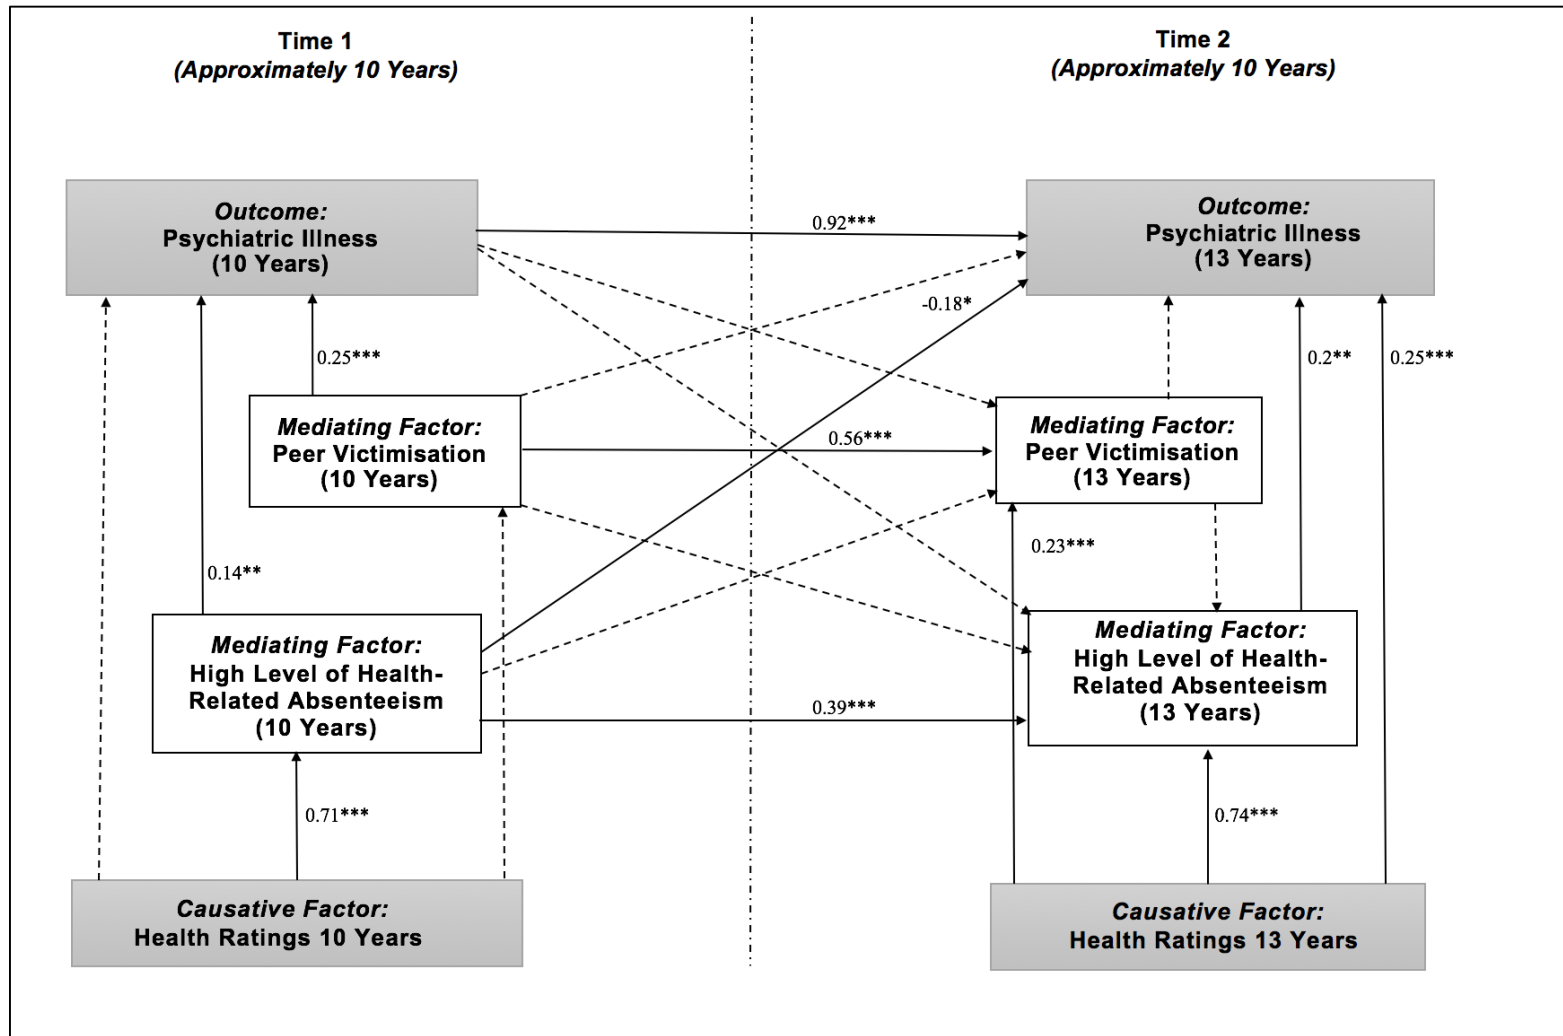 Time 1
(Approximately 10 Years)
Time 2
(Approximately 10 Years)
Outcome:
Psychiatric Illness
(10 Years)
0.92***
Outcome:
Psychiatric Illness
(13 Years)
-0.18*
0.25***
0.2**
0.25***
Mediating Factor:
Peer Victimisation
(10 Years)
0.56***
Mediating Factor:
Peer Victimisation
(13 Years)
0.14**
0.23***
Mediating Factor:
High Level of Health-
Related Absenteeism
(10 Years)
0.39***
Mediating Factor:
High Level of Health-
Related Absenteeism
(13 Years)
0.71***
0.74***
Causative Factor:
Health Ratings 10 Years
Causative Factor:
Health Ratings 13 Years